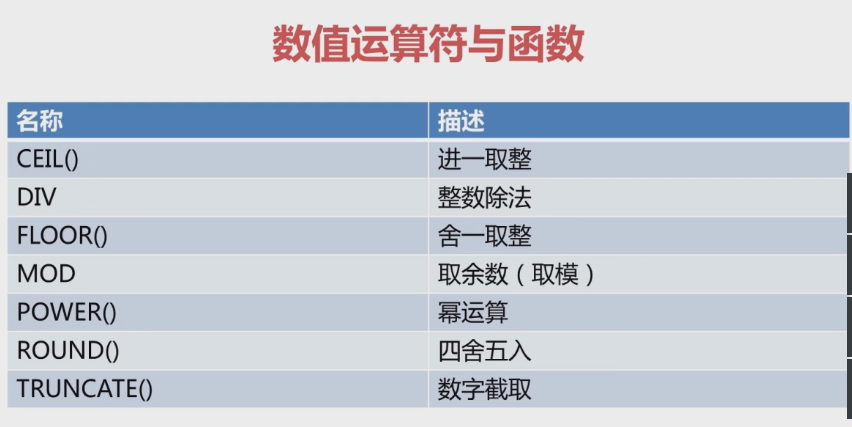 数值运算符与函数
名称 描述
CEIL() 进一取整
DIV 整数除法
FLOOR() 舍一取整
MOD 取余数（取模）
POWER() 幂运算
ROUND() 四舍五入
TRUNCATE() 数字截取